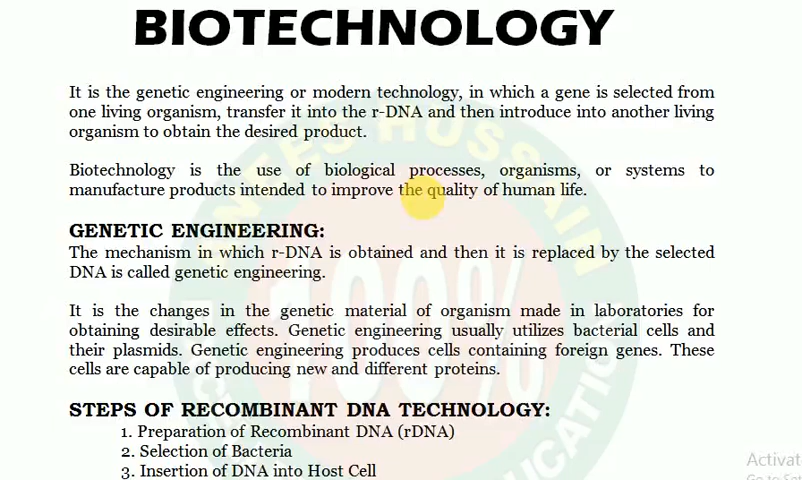 BIOTECHNOLOGY
It is the genetic engineering or modern technology, in which a gene is selected from
one living organism, transfer it into the r-DNA and then introduce into another living
organism to obtain the desired product.
Biotechnology is the use of biological processes, organisms, or systems to
manufacture products intended to improve the quality of human life.
GENETIC ENGINEERING:
The mechanism in which r-DNA is obtained and then it is replaced by the selected
DNA is called genetic engineering.
It is the changes in the genetic material of organism made in laboratories for
obtaining desirable effects. Genetic engineering usually utilizes bacterial cells and
their plasmids. Genetic engineering produces cells containing foreign genes. These
cells are capable of producing new and different proteins.
STEPS OF RECOMBINANT DNA TECHNOLOGY:
1. Preparation of Recombinant DNA (rDNA)
2. Selection of Bacteria
3. Insertion of DNA into Host Cell
HUSSAIN
100%
EDUCATION
Activat